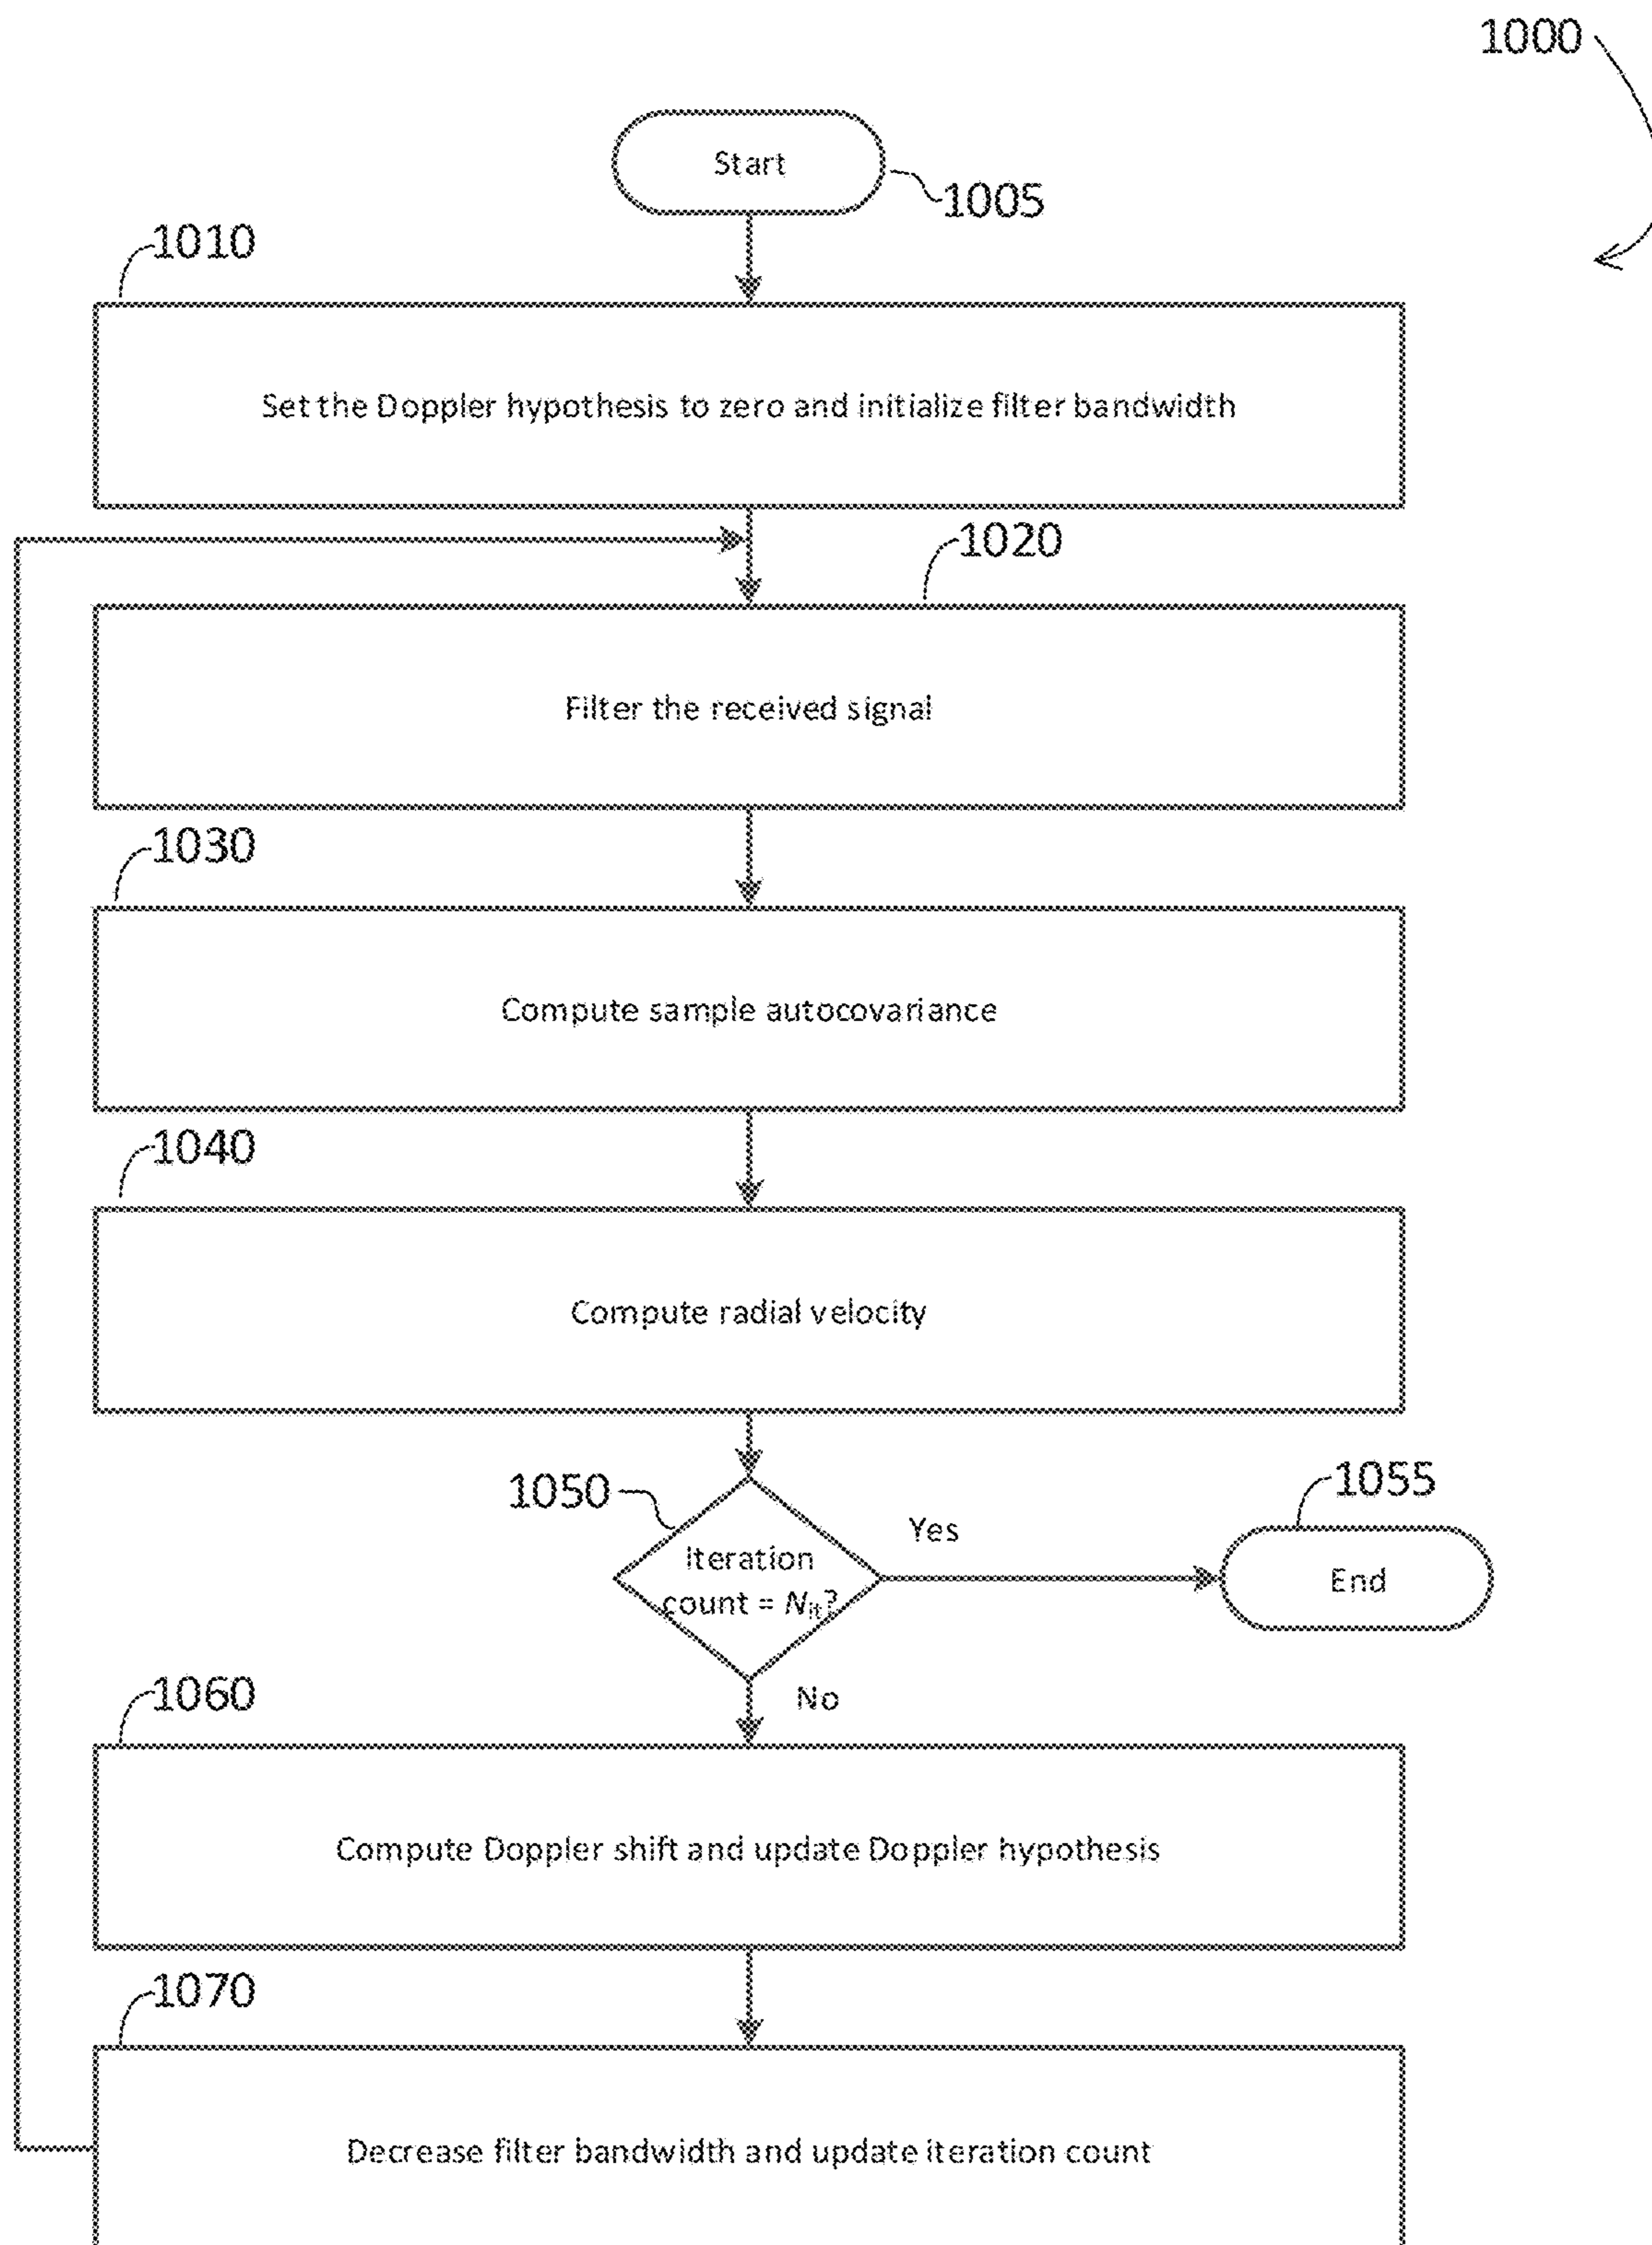 1000
Start
1005
1010
Set the Doppler hypothesis to zero and initialize filter bandwidth
1020
Filter the received signal
1030
Compute sample autocovariance
1040
Compute radial velocity
1050
Iteration
count = Nit?
Yes
1055
End
No
1060
Compute Doppler shift and update Doppler hypothesis
1070
Decrease filter bandwidth and update iteration count